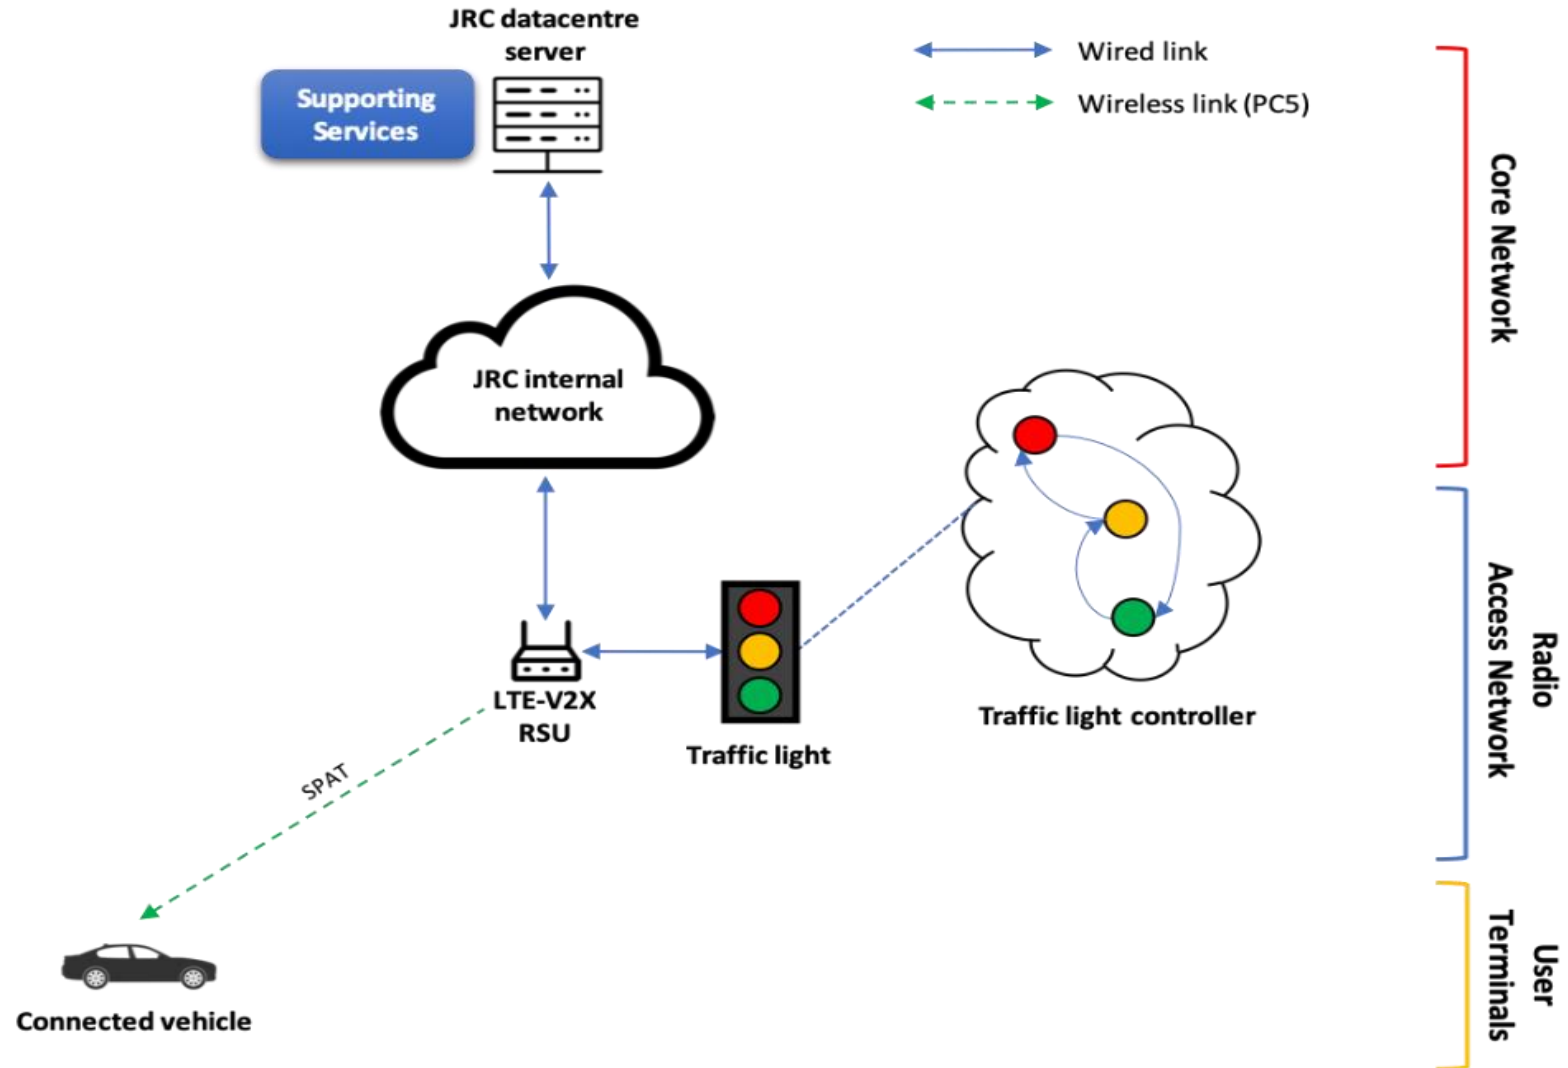 JRC datacentre
server
Supporting
Services
Wired link
Wireless link (PC5)
Core Network
JRC internal
network
LTE-V2X
RSU
Traffic light
Traffic light controller
Radio
Access Network
SPAT
Connected vehicle
User
Terminals